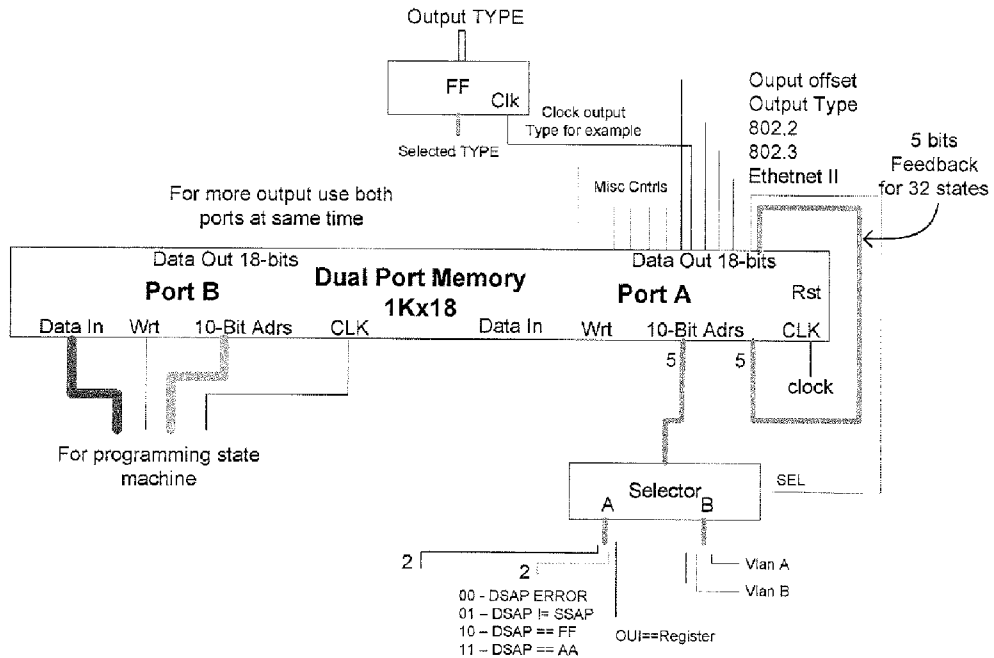 Output TYPE
FF
Clk
Clock output
Type for example
Selected TYPE
Ouput offset
Output Type
802.2
802.3
Ethetnet II
5 bits
Feedback
for 32 states
Misc Cntrls
For more output use both
ports at same time
Data Out 18-bits
Port B
Dual Port Memory
1Kx18
Data Out 18-bits
Port A
Rst
Data In
Wrt
10-Bit Adrs
CLK
Data In
Wrt
10-Bit Adrs
CLK
5
5
clock
For programming state
machine
Selector
A
B
SEL
2
2
Vlan A
Vlan B
00 - DSAP ERROR
01 – DSAP != SSAP
10 – DSAP == FF
11 – DSAP == AA
OUI==Register